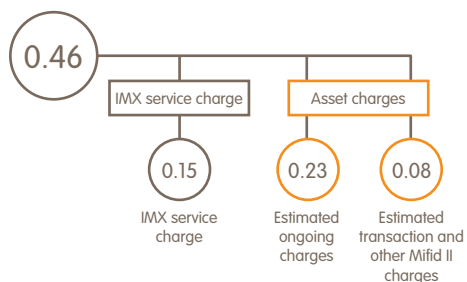 0.46
IMX service charge
Asset charges
0.15
0.23
0.08
IMX service
charge
Estimated
ongoing
charges
Estimated
transaction and
other Mifid II
charges